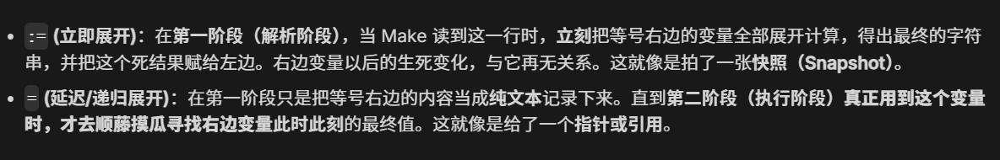 • := (立即展开)：在第一阶段（解析阶段），当 Make 读到这一行时，立刻把等号右边的变量全部展开计算，得出最终的字符
串，并把这个死结果赋给左边。右边变量以后的生死变化，与它再无关系。这就像是拍了一张快照（Snapshot）。
• = (延迟/递归展开)：在第一阶段只是把等号右边的内容当成纯文本记录下来。直到第二阶段（执行阶段）真正用到这个变量
时，才去顺藤摸瓜寻找右边变量此时此刻的最终值。这就像是给了一个指针或引用。